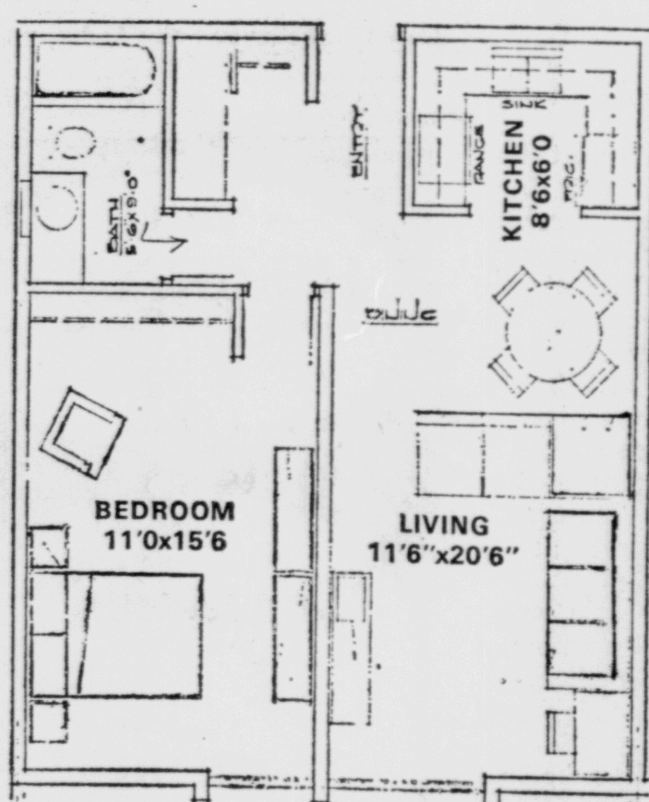 SINK
ENTRY
RANGE
KITCHEN
8'6x6'0
BATH
5'6x9'0"
DINING
BEDROOM
11'0x15'6
LIVING
11'6"x20'6"